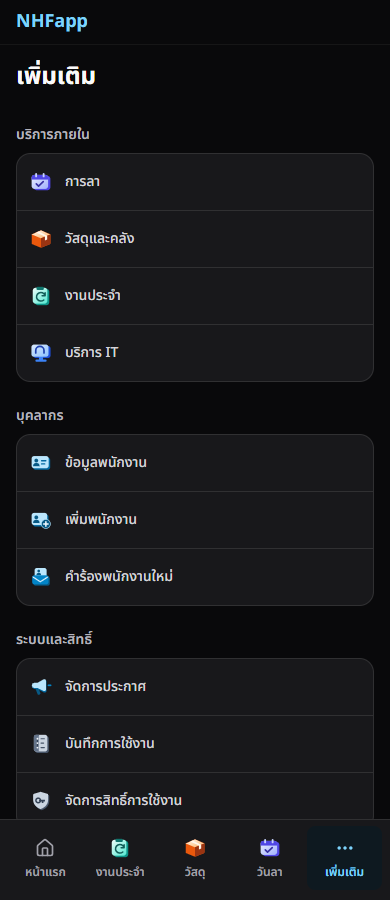 NHFapp
เพิ่มเติม
บริการภายใน
การลา
วัสดุและคลัง
งานประจำ
บริการ IT
บุคลากร
ข้อมูลพนักงาน
เพิ่มพนักงาน
คำร้องพนักงานใหม่
ระบบและสิทธิ์
จัดการประกาศ
บันทึกการใช้งาน
จัดการสิทธิ์การใช้งาน
หน้าแรก งานประจำ วัสดุ วันลา เพิ่มเติม